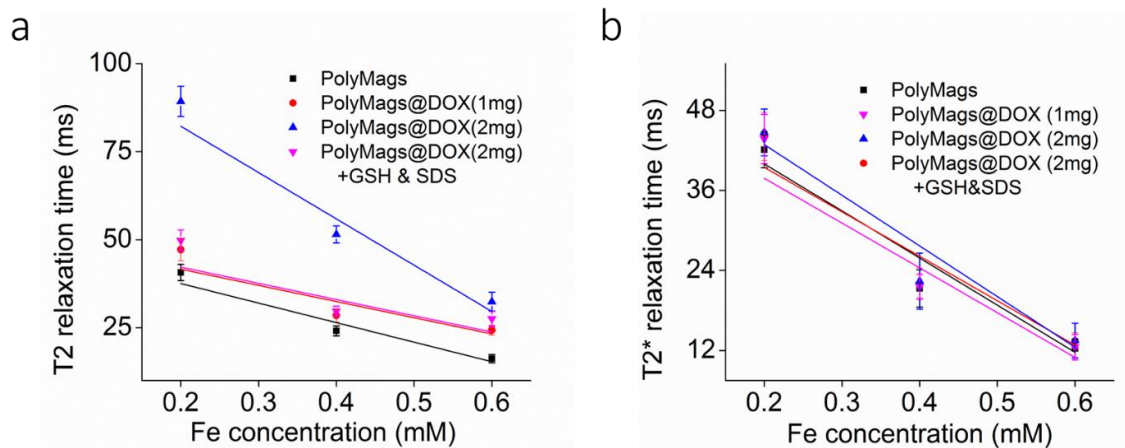 a
T2 relaxation time (ms)
100
75
50
25
PolyMags
PolyMags@DOX(1mg)
PolyMags@DOX(2mg)
PolyMags@DOX(2mg)
+GSH & SDS
0.2 0.3 0.4 0.5 0.6
Fe concentration (mM)
b
T2* relaxation time (ms)
48
36
24
12
PolyMags
PolyMags@DOX (1mg)
PolyMags@DOX (2mg)
PolyMags@DOX (2mg)
+GSH&SDS
0.2 0.3 0.4 0.5 0.6
Fe concentration (mM)